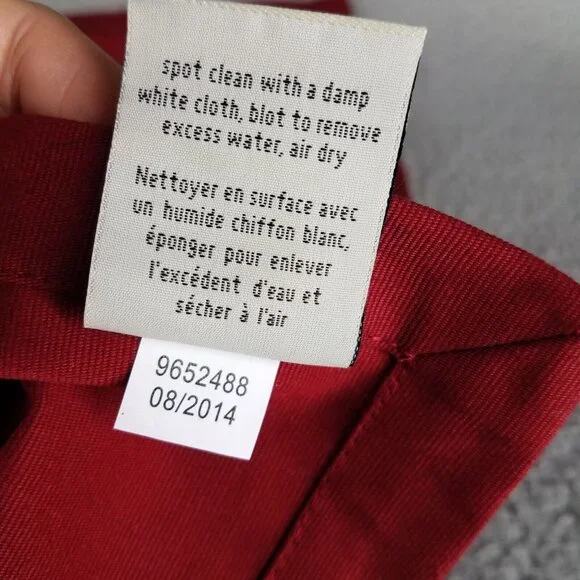 spot clean with a damp
white cloth, blot to remove
excess water, air dry
Nettoyer en surface avec
un humide chiffon blanc,
éponger pour enlever
l'excédent d'eau et
sécher à l'air
9652488
08/2014